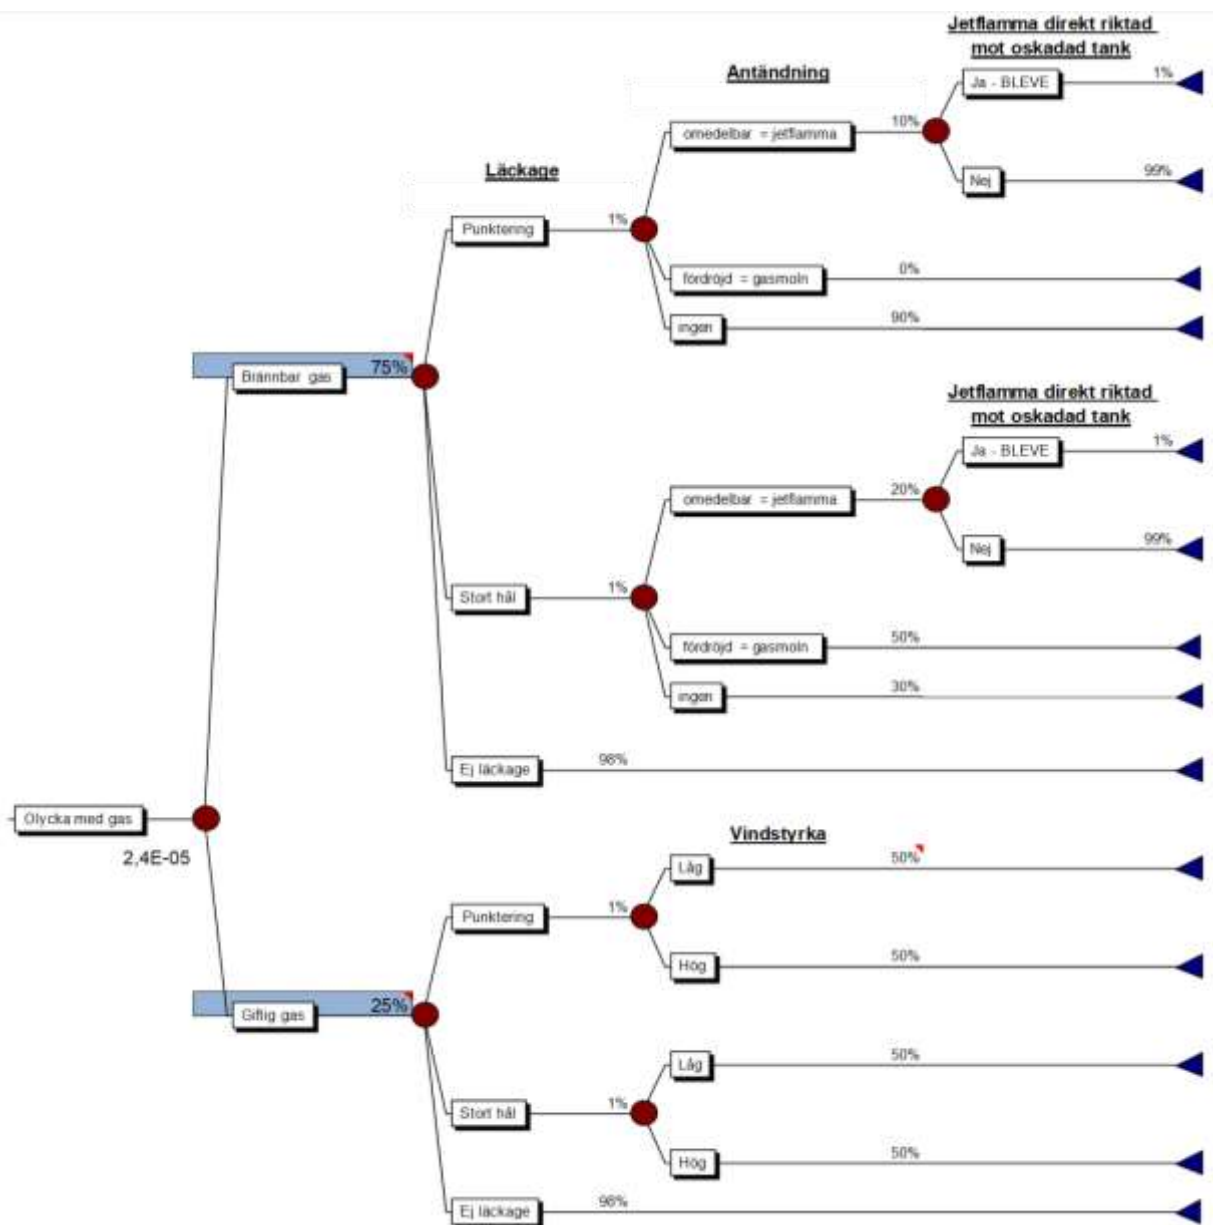 Jetflamma direkt riktad
mot oskadad tank
Antändning
Ja - BLEVE
1%
omedelbar = jetflamma
10%
Läckage
Nej
99%
Punktering
1%
fördröjd = gasmoln
0%
ingen
90%
Brännbar gas
75%
Jetflamma direkt riktad
mot oskadad tank
Ja - BLEVE
1%
omedelbar = jetflamma
20%
Nej
99%
Stort hål
1%
fördröjd = gasmoln
50%
ingen
30%
Ej läckage
98%
Olycka med gas
2,4E-05
Vindstyrka
Låg
50%
Punktering
1%
Hög
50%
Giftig gas
25%
Låg
50%
Stort hål
1%
Hög
50%
Ej läckage
98%